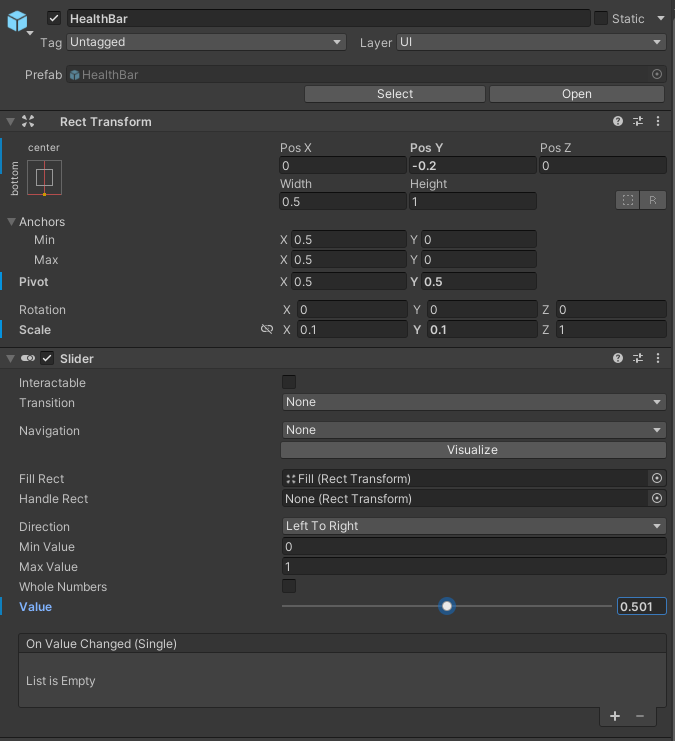 HealthBar Static
Tag Untagged Layer UI
Prefab HealthBar
Select Open
Rect Transform
center
bottom
Pos X Pos Y Pos Z
0 -0.2 0
Width Height
0.5 1 R
Anchors
Min X 0.5 Y 0
Max X 0.5 Y 0
Pivot X 0.5 Y 0.5
Rotation X 0 Y 0 Z 0
Scale X 0.1 Y 0.1 Z 1
Slider
Interactable
Transition None
Navigation None
Visualize
Fill Rect Fill (Rect Transform)
Handle Rect None (Rect Transform)
Direction Left To Right
Min Value 0
Max Value 1
Whole Numbers
Value 0.501
On Value Changed (Single)
List is Empty
+ −